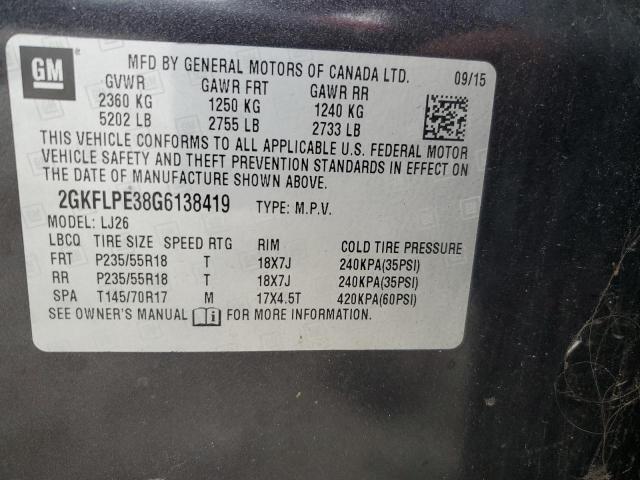 GM
MFD BY GENERAL MOTORS OF CANADA LTD. 09/15
GVWR GAWR FRT GAWR RR
2360 KG 1250 KG 1240 KG
5202 LB 2755 LB 2733 LB
THIS VEHICLE CONFORMS TO ALL APPLICABLE U.S. FEDERAL MOTOR
VEHICLE SAFETY AND THEFT PREVENTION STANDARDS IN EFFECT ON
THE DATE OF MANUFACTURE SHOWN ABOVE.
2GKFLPE38G6138419 TYPE: M.P.V.
MODEL: LJ26
LBCQ TIRE SIZE SPEED RTG RIM COLD TIRE PRESSURE
FRT P235/55R18 T 18X7J 240KPA(35PSI)
RR P235/55R18 T 18X7J 240KPA(35PSI)
SPA T145/70R17 M 17X4.5T 420KPA(60PSI)
SEE OWNER'S MANUAL i FOR MORE INFORMATION.